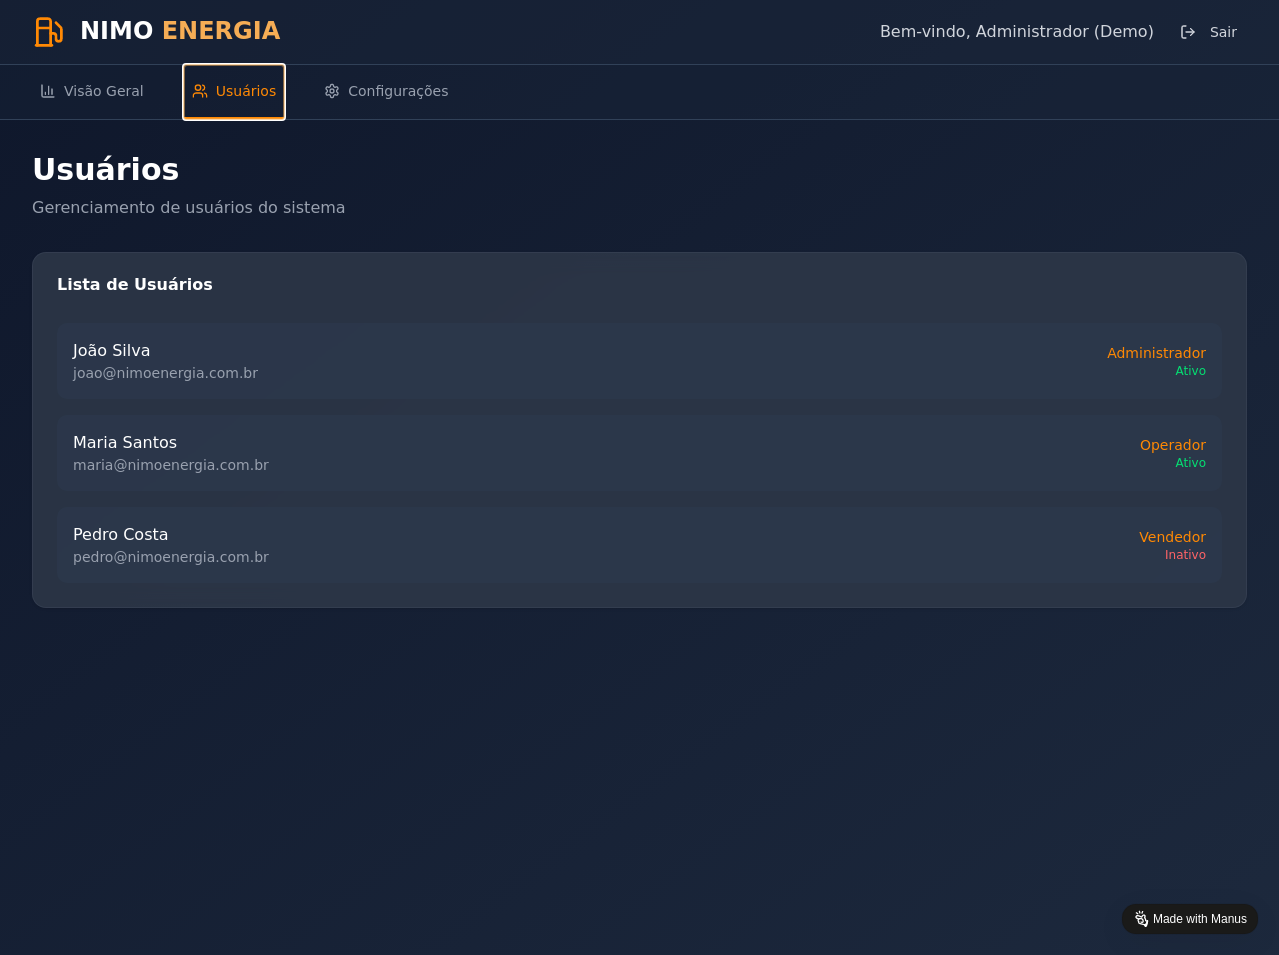 NIMO ENERGIA
Bem-vindo, Administrador (Demo)
Sair
Visão Geral
Usuários
Configurações
Usuários
Gerenciamento de usuários do sistema
Lista de Usuários
João Silva
joao@nimoenergia.com.br
Administrador
Ativo
Maria Santos
maria@nimoenergia.com.br
Operador
Ativo
Pedro Costa
pedro@nimoenergia.com.br
Vendedor
Inativo
Made with Manus